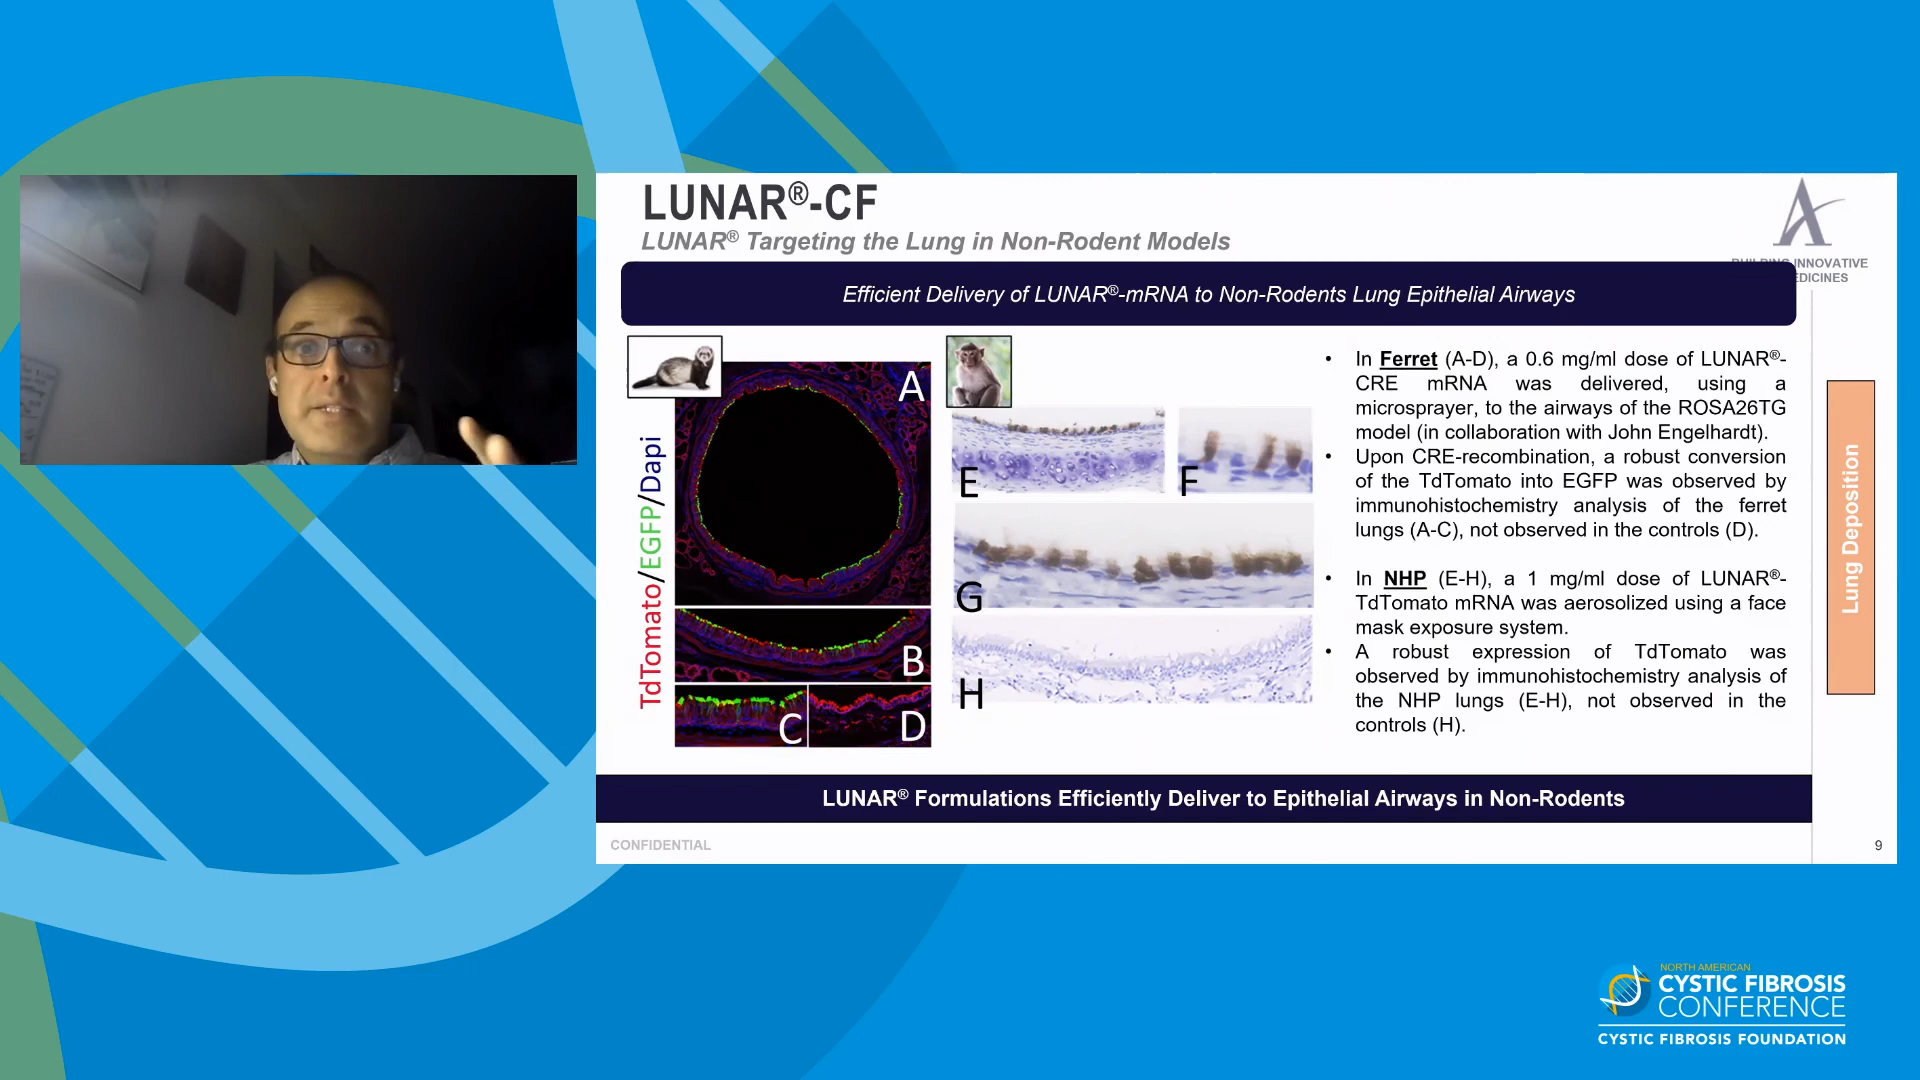 LUNAR®-CF
LUNAR® Targeting the Lung in Non-Rodent Models
BUILDING INNOVATIVE
MEDICINES
Efficient Delivery of LUNAR®-mRNA to Non-Rodents Lung Epithelial Airways
TdTomato/EGFP/Dapi
A
B
C
D
E
F
G
H
• In Ferret (A-D), a 0.6 mg/ml dose of LUNAR®-
CRE mRNA was delivered, using a
microsprayer, to the airways of the ROSA26TG
model (in collaboration with John Engelhardt).
• Upon CRE-recombination, a robust conversion
of the TdTomato into EGFP was observed by
immunohistochemistry analysis of the ferret
lungs (A-C), not observed in the controls (D).
• In NHP (E-H), a 1 mg/ml dose of LUNAR®-
TdTomato mRNA was aerosolized using a face
mask exposure system.
• A robust expression of TdTomato was
observed by immunohistochemistry analysis of
the NHP lungs (E-H), not observed in the
controls (H).
Lung Deposition
LUNAR® Formulations Efficiently Deliver to Epithelial Airways in Non-Rodents
CONFIDENTIAL
9
NORTH AMERICAN
CYSTIC FIBROSIS
CONFERENCE
CYSTIC FIBROSIS FOUNDATION